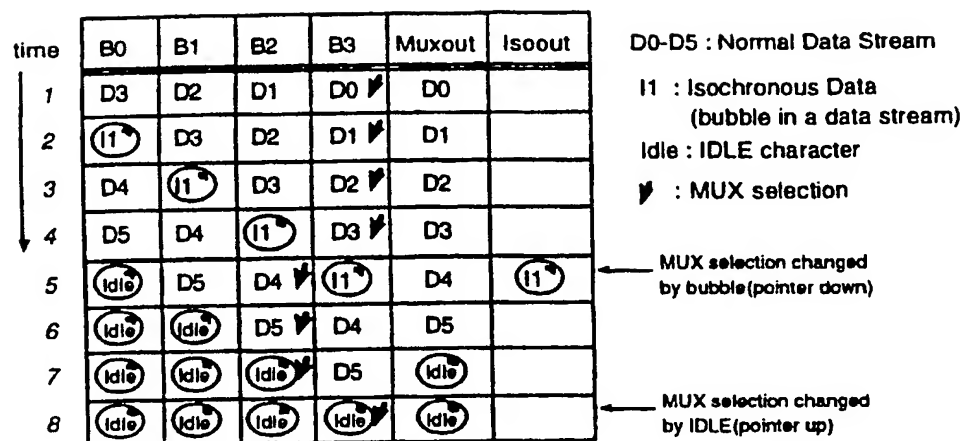 time B0 B1 B2 B3 Muxout Isoout
1 D3 D2 D1 D0 D0
2 I1 D3 D2 D1 D1
3 D4 I1 D3 D2 D2
4 D5 D4 I1 D3 D3
5 Idle D5 D4 I1 D4 I1
6 Idle Idle D5 D4 D5
7 Idle Idle Idle D5 Idle
8 Idle Idle Idle Idle Idle
D0-D5 : Normal Data Stream
I1 : Isochronous Data
(bubble in a data stream)
Idle : IDLE character
: MUX selection
MUX selection changed
by bubble(pointer down)
MUX selection changed
by IDLE(pointer up)